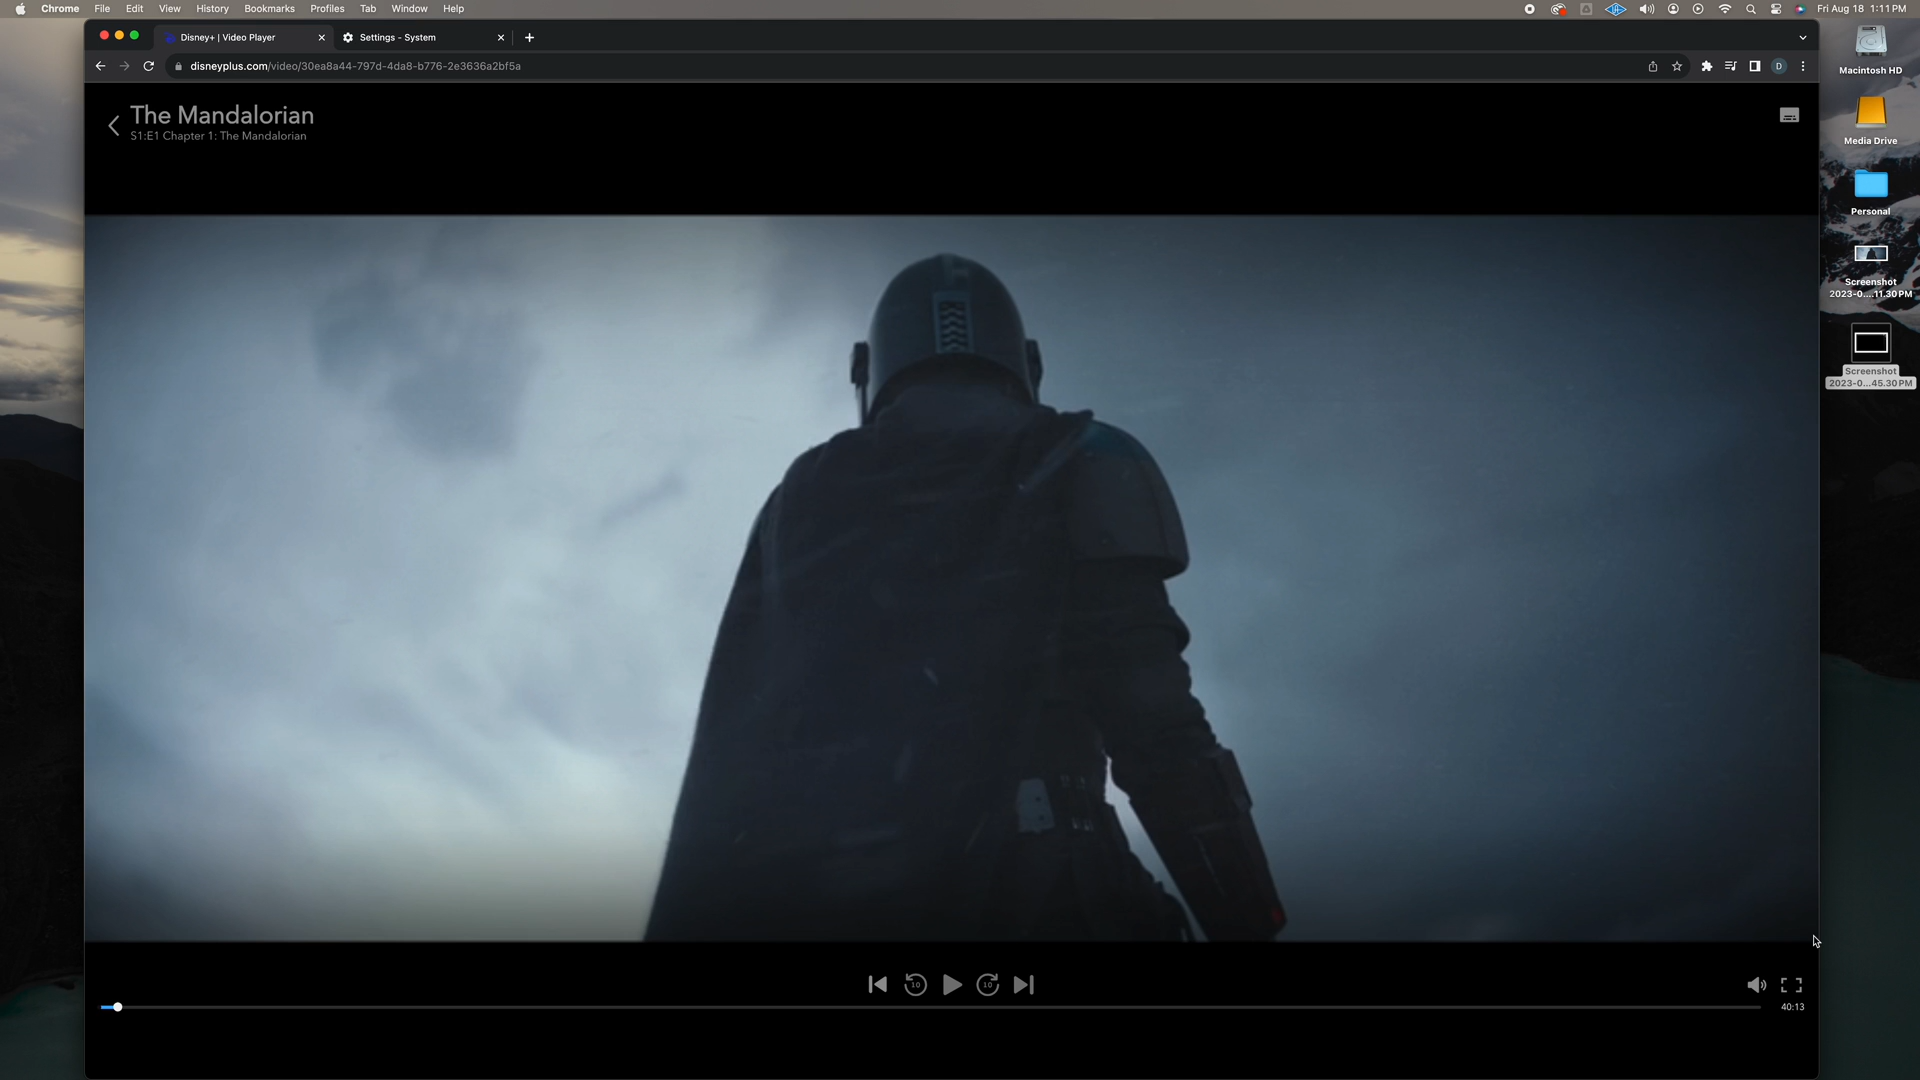 Chrome File Edit View History Bookmarks Profiles Tab Window Help Fri Aug 18 1:11 PM
Disney+ | Video Player Settings - System
disneyplus.com/video/30ea8a44-797d-4da8-b776-2e3636a2bf5a D
The Mandalorian
S1:E1 Chapter 1: The Mandalorian
Macintosh HD
Media Drive
Personal
Screenshot
2023-0....11.30 PM
Screenshot
2023-0...45.30 PM
10 10
40:13